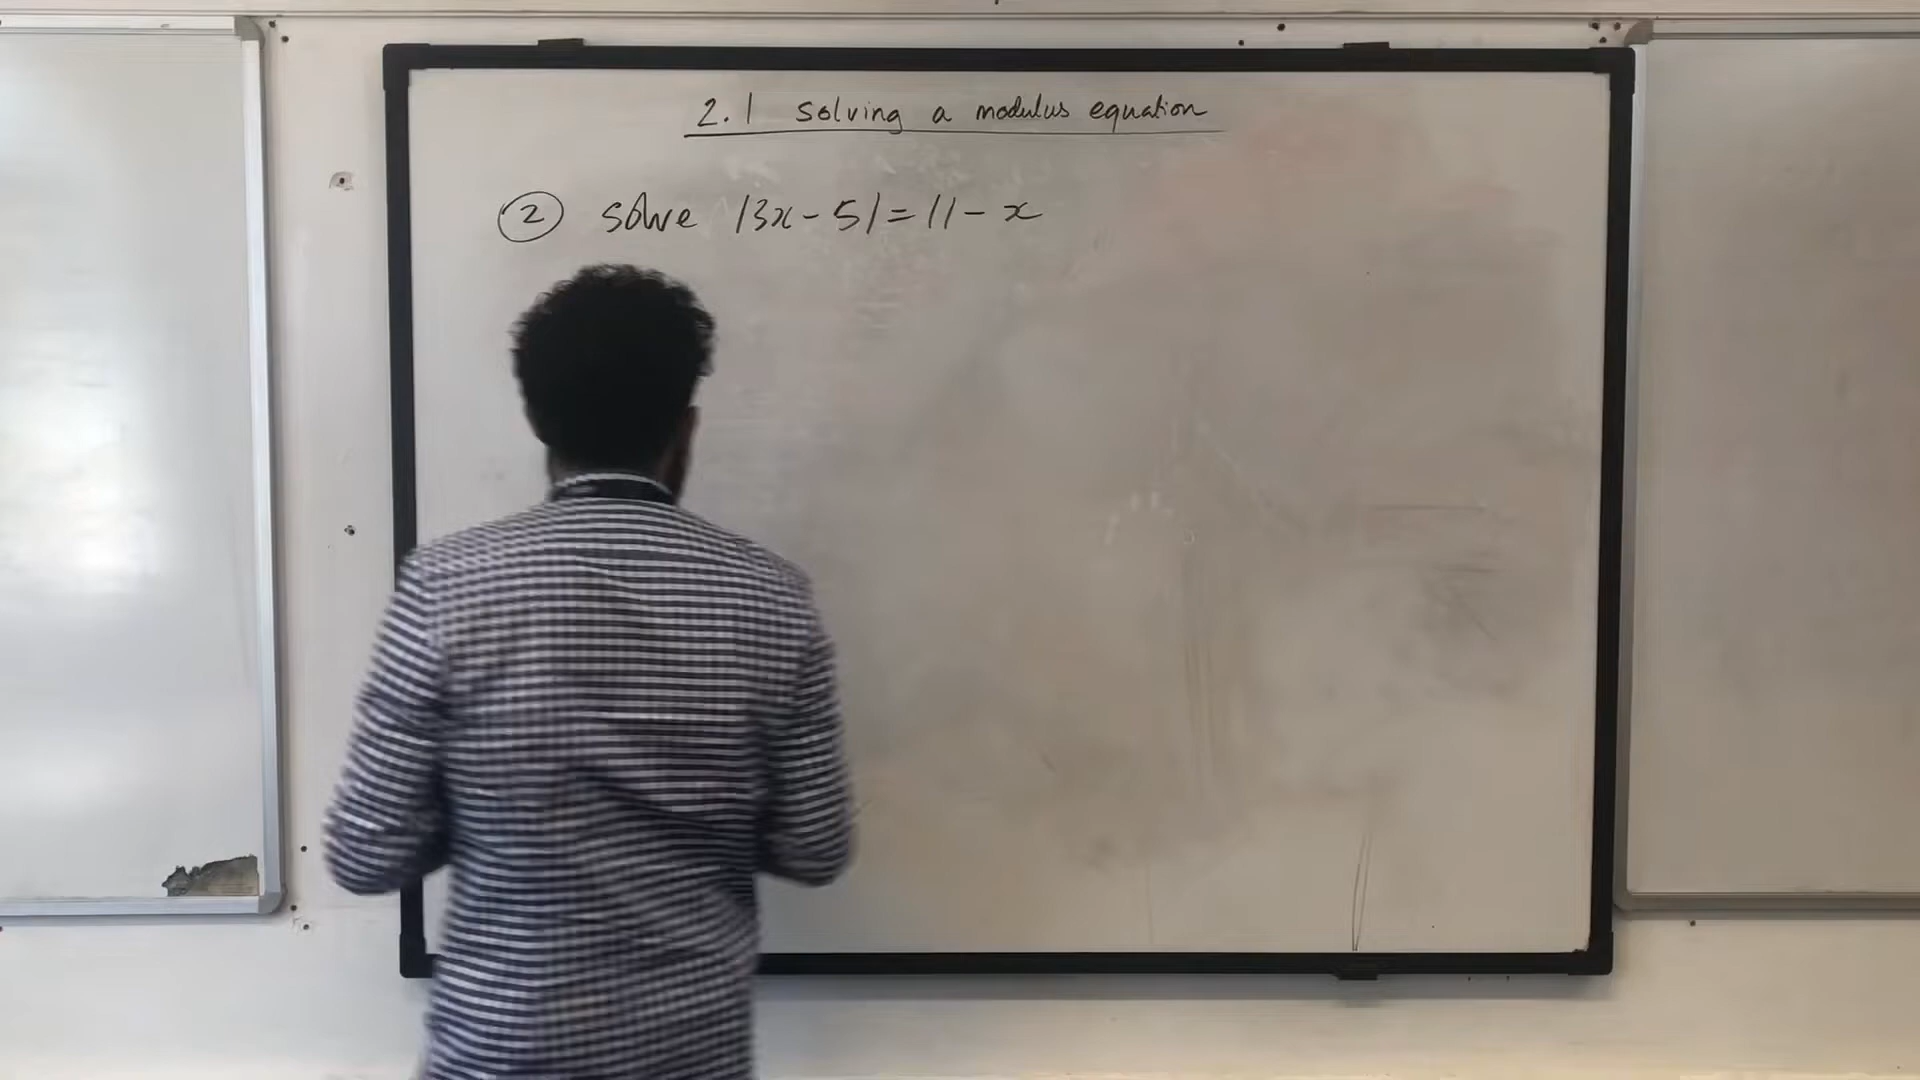 2.1 solving a modulus equation
② solve |3x-5|=11-x